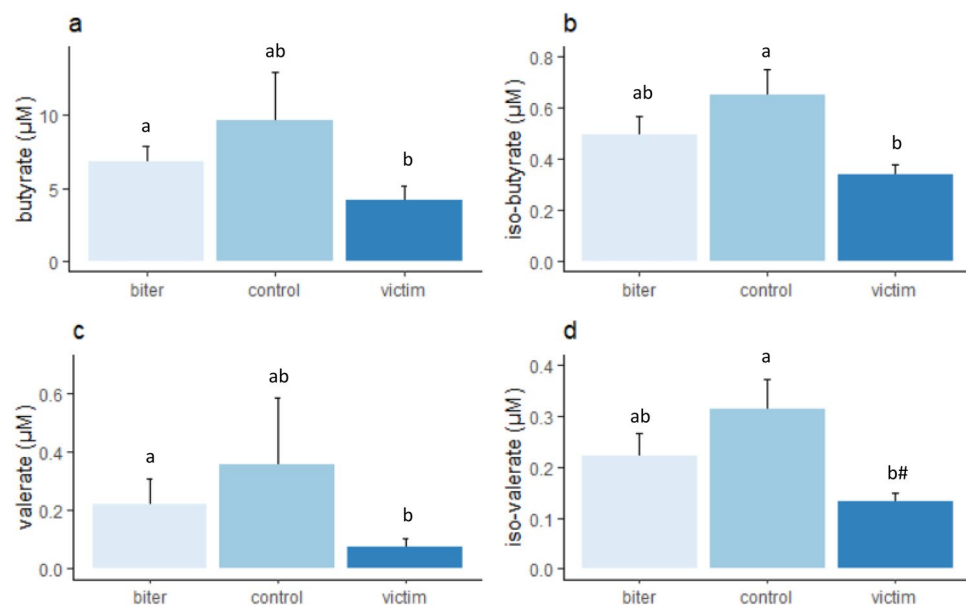 a
butyrate (µM)
10
5
0
a
ab
b
biter
control
victim
b
iso-butyrate (µM)
0.8
0.6
0.4
0.2
0.0
ab
a
b
biter
control
victim
c
valerate (µM)
0.6
0.4
0.2
0.0
a
ab
b
biter
control
victim
d
iso-valerate (µM)
0.4
0.3
0.2
0.1
0.0
ab
a
b#
biter
control
victim